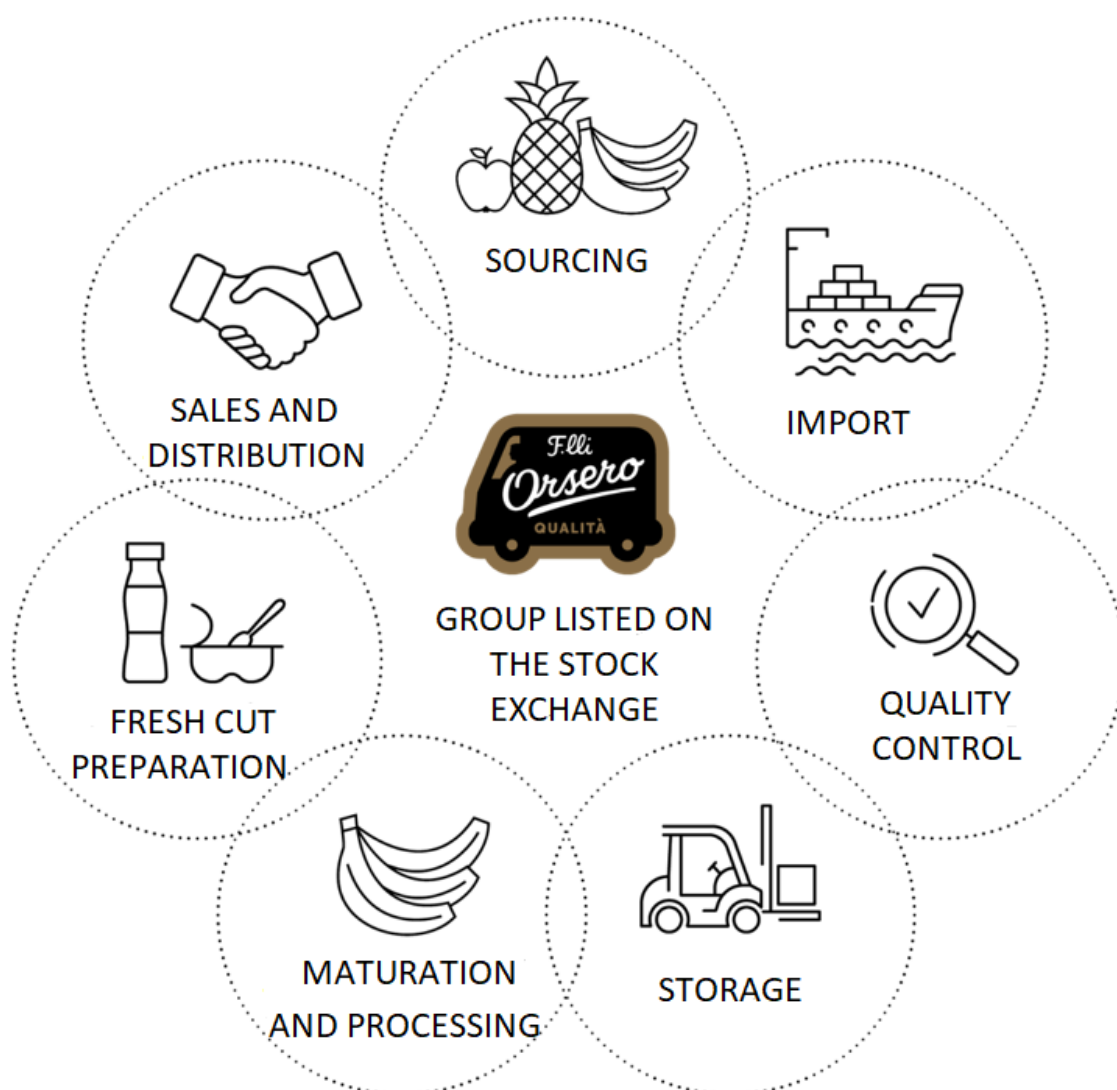 SOURCING
IMPORT
QUALITY
CONTROL
STORAGE
MATURATION
AND PROCESSING
FRESH CUT
PREPARATION
SALES AND
DISTRIBUTION
F.lli
Orsero
QUALITÀ
GROUP LISTED ON
THE STOCK
EXCHANGE